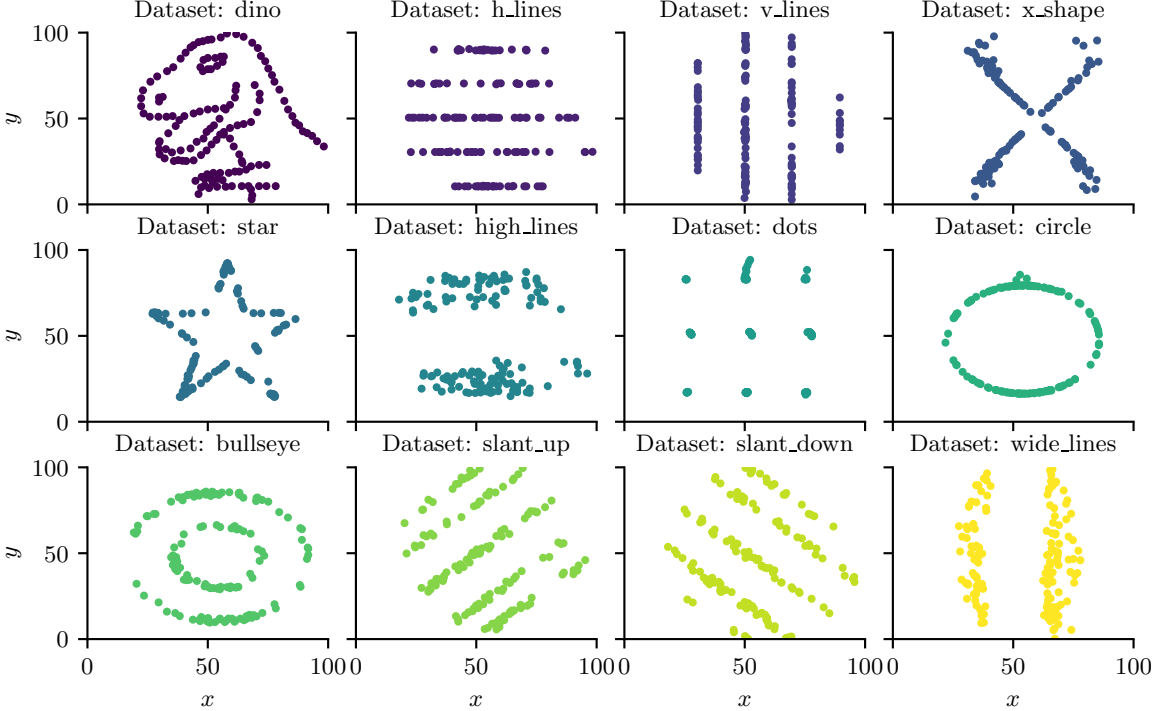 Dataset: dino Dataset: h_lines Dataset: v_lines Dataset: x_shape
100
50
0
y
Dataset: star Dataset: high_lines Dataset: dots Dataset: circle
100
50
0
y
Dataset: bullseye Dataset: slant_up Dataset: slant_down Dataset: wide_lines
100
50
0
y
0 50 100 0 50 100 0 50 100 0 50 100
x x x x